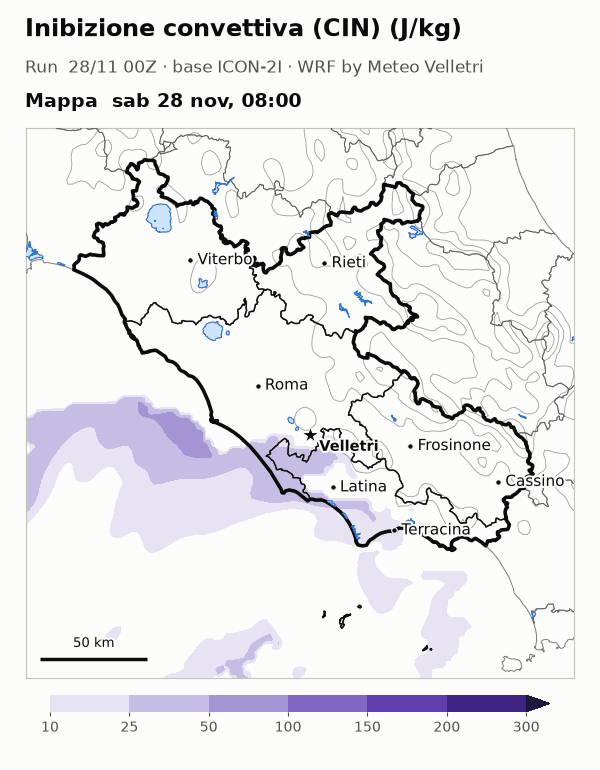 Inibizione convettiva (CIN) (J/kg)
Run 28/11 00Z · base ICON-2I · WRF by Meteo Velletri
Mappa sab 28 nov, 08:00
Viterbo
Rieti
Roma
Velletri
Frosinone
Cassino
Latina
Terracina
50 km
10 25 50 100 150 200 300